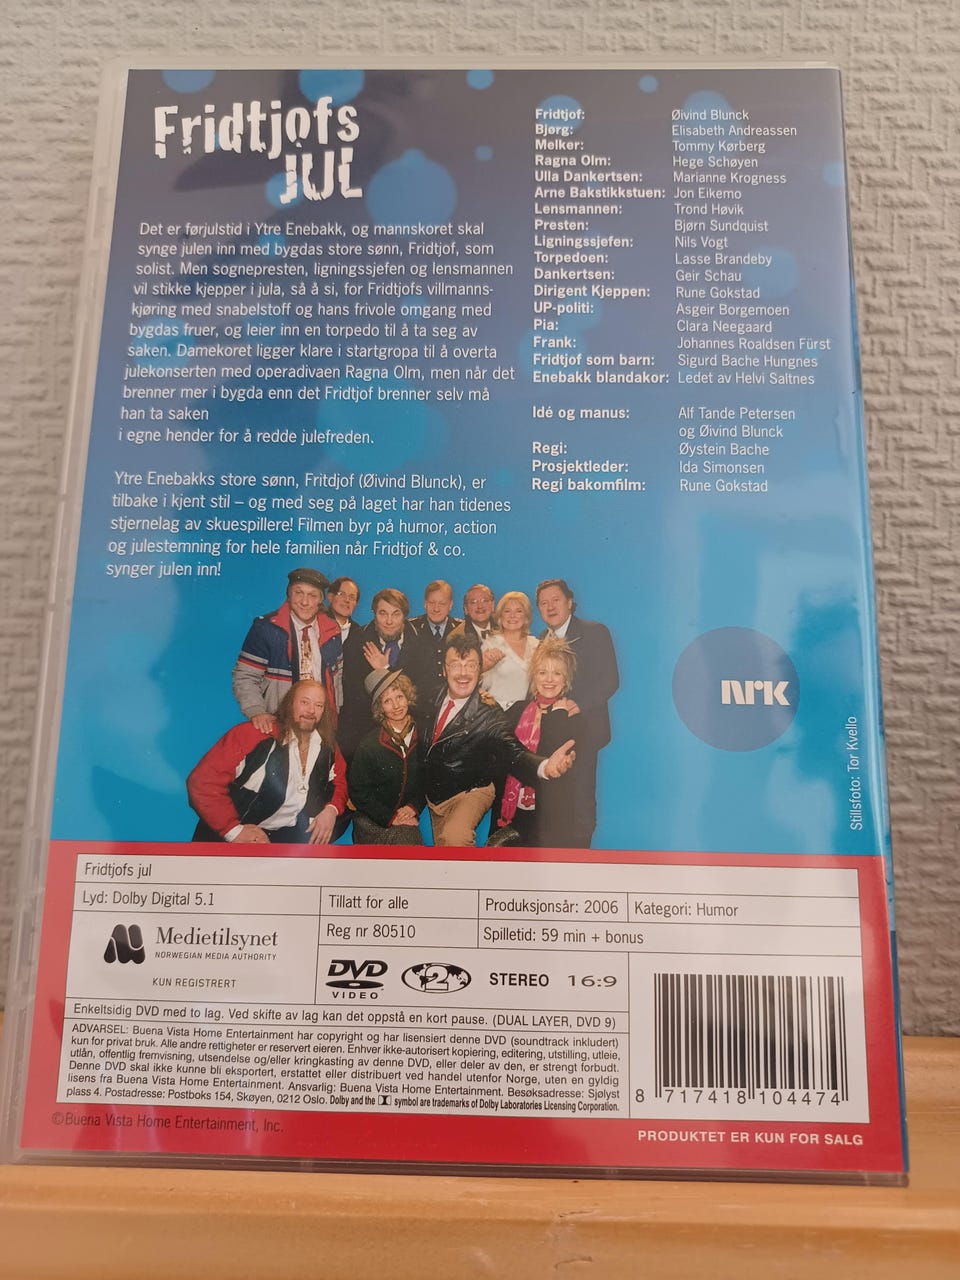 Fridtjofs
JUL
Det er førjulstid i Ytre Enebakk, og mannskoret skal
synge julen inn med bygdas store sønn, Fridtjof, som
solist. Men sognepresten, ligningssjefen og lensmannen
vil stikke kjepper i jula, så å si, for Fridtjofs villmanns-
kjøring med snabelstoff og hans frivole omgang med
bygdas fruer, og leier inn en torpedo til å ta seg av
saken. Damekoret ligger klare i startgropa til å overta
julekonserten med operadivaen Ragna Olm, men når det
brenner mer i bygda enn det Fridtjof brenner selv må
han ta saken
i egne hender for å redde julefreden.
Ytre Enebakks store sønn, Fritdjof (Øivind Blunck), er
tilbake i kjent stil – og med seg på laget har han tidenes
stjernelag av skuespillere! Filmen byr på humor, action
og julestemning for hele familien når Fridtjof & co.
synger julen inn!
Fridtjof: Øivind Blunck
Bjørg: Elisabeth Andreassen
Melker: Tommy Kørberg
Ragna Olm: Hege Schøyen
Ulla Dankertsen: Marianne Krogness
Arne Bakstikkstuen: Jon Eikemo
Lensmannen: Trond Høvik
Presten: Bjørn Sundquist
Ligningssjefen: Nils Vogt
Torpedoen: Lasse Brandeby
Dankertsen: Geir Schau
Dirigent Kjeppen: Rune Gokstad
UP-politi: Asgeir Borgemoen
Pia: Clara Neegaard
Frank: Johannes Roaldsen Fürst
Fridtjof som barn: Sigurd Bache Hungnes
Enebakk blandakor: Ledet av Helvi Saltnes
Idé og manus: Alf Tande Petersen
og Øivind Blunck
Regi: Øystein Bache
Prosjektleder: Ida Simonsen
Regi bakomfilm: Rune Gokstad
NRK
Stillsfoto: Tor Kvello
Fridtjofs jul
Lyd: Dolby Digital 5.1
Tillatt for alle
Produksjonsår: 2006
Kategori: Humor
Medietilsynet
NORWEGIAN MEDIA AUTHORITY
KUN REGISTRERT
Reg nr 80510
Spilletid: 59 min + bonus
DVD
VIDEO
2
STEREO 16:9
Enkeltsidig DVD med to lag. Ved skifte av lag kan det oppstå en kort pause. (DUAL LAYER, DVD 9)
ADVARSEL: Buena Vista Home Entertainment har copyright og har lisensiert denne DVD (soundtrack inkludert)
kun for privat bruk. Alle andre rettigheter er reservert eieren. Enhver ikke-autorisert kopiering, editering, utstilling, utleie,
utlån, offentlig fremvisning, utsendelse og/eller kringkasting av denne DVD, eller deler av den, er strengt forbudt.
Denne DVD skal ikke kunne bli eksportert, erstattet eller distribuert ved handel utenfor Norge, uten en gyldig
lisens fra Buena Vista Home Entertainment. Ansvarlig: Buena Vista Home Entertainment. Besøksadresse: Sjølyst
plass 4. Postadresse: Postboks 154, Skøyen, 0212 Oslo. Dolby and the symbol are trademarks of Dolby Laboratories Licensing Corporation.
8 717418 104474
©Buena Vista Home Entertainment, Inc.
PRODUKTET ER KUN FOR SALG